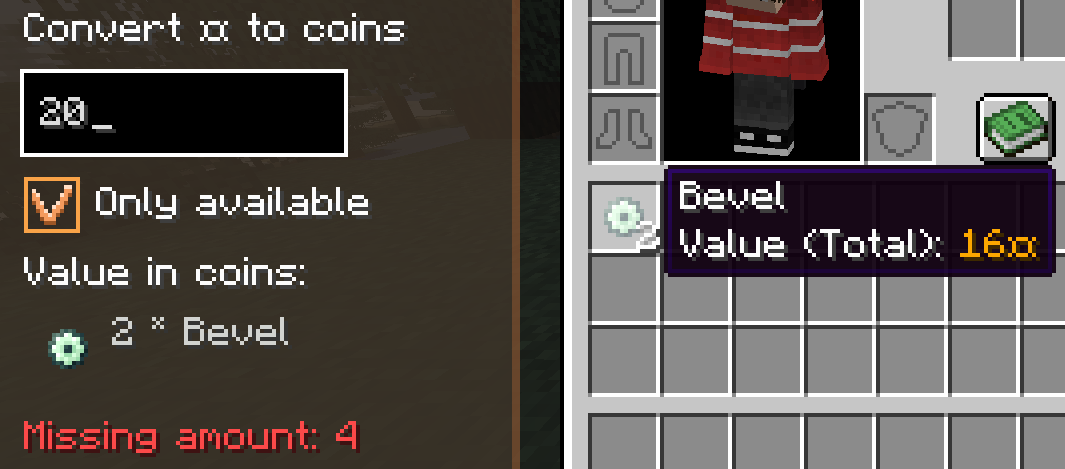 Convert ¤ to coins
20_
Only available
Value in coins:
2 * Bevel
Missing amount: 4
Bevel
Value (Total): 16¤
2